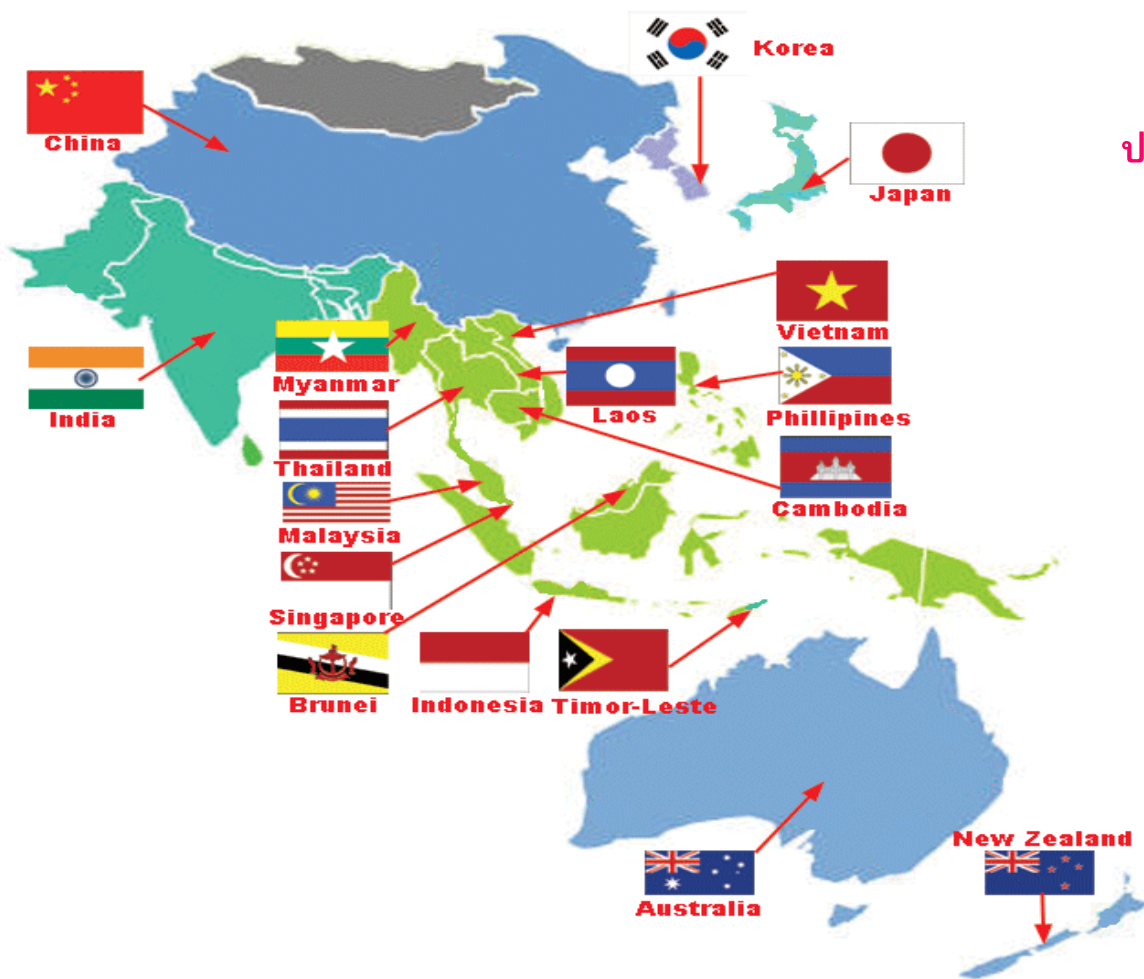 Korea
China
ป
Japan
Vietnam
India
Myanmar
Laos
Phillipines
Thailand
Cambodia
Malaysia
Singapore
Brunei
Indonesia
Timor-Leste
New Zealand
Australia